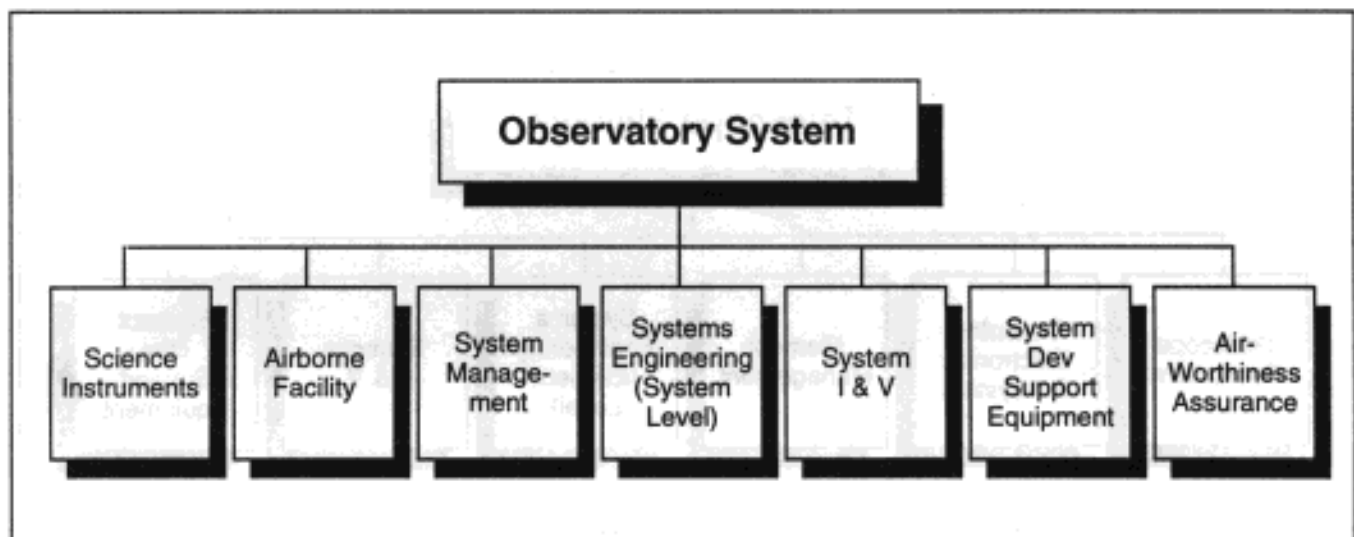 Observatory System
Science
Instruments
Airborne
Facility
System
Manage-
ment
Systems
Engineering
(System
Level)
System
I & V
System
Dev
Support
Equipment
Air-
Worthiness
Assurance